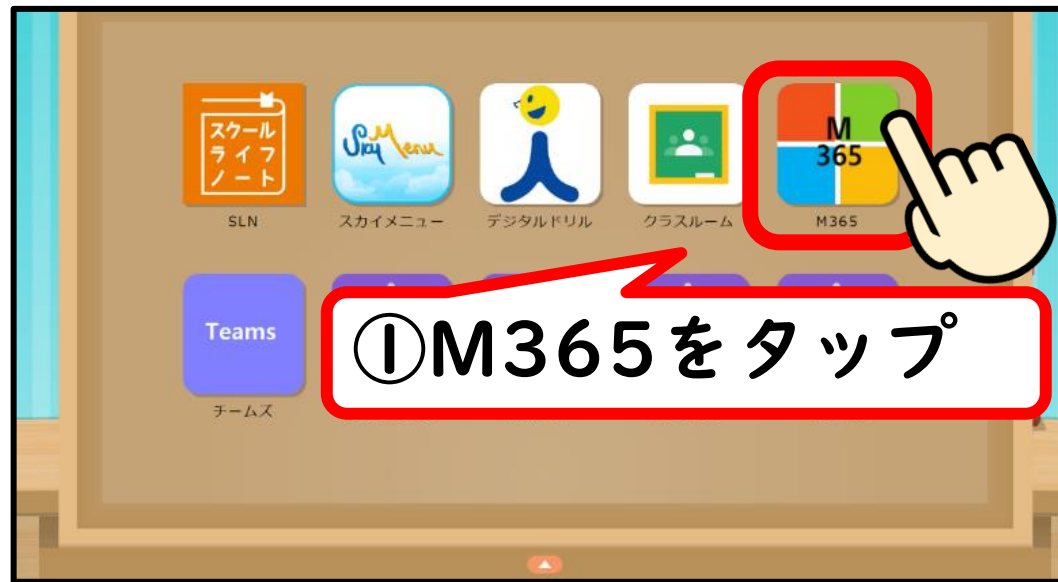 スクール
ライフ
ノート
SLN
Sky Menu
スカイメニュー
デジタルドリル
クラスルーム
M
365
M365
Teams
チームズ
①M365をタップ